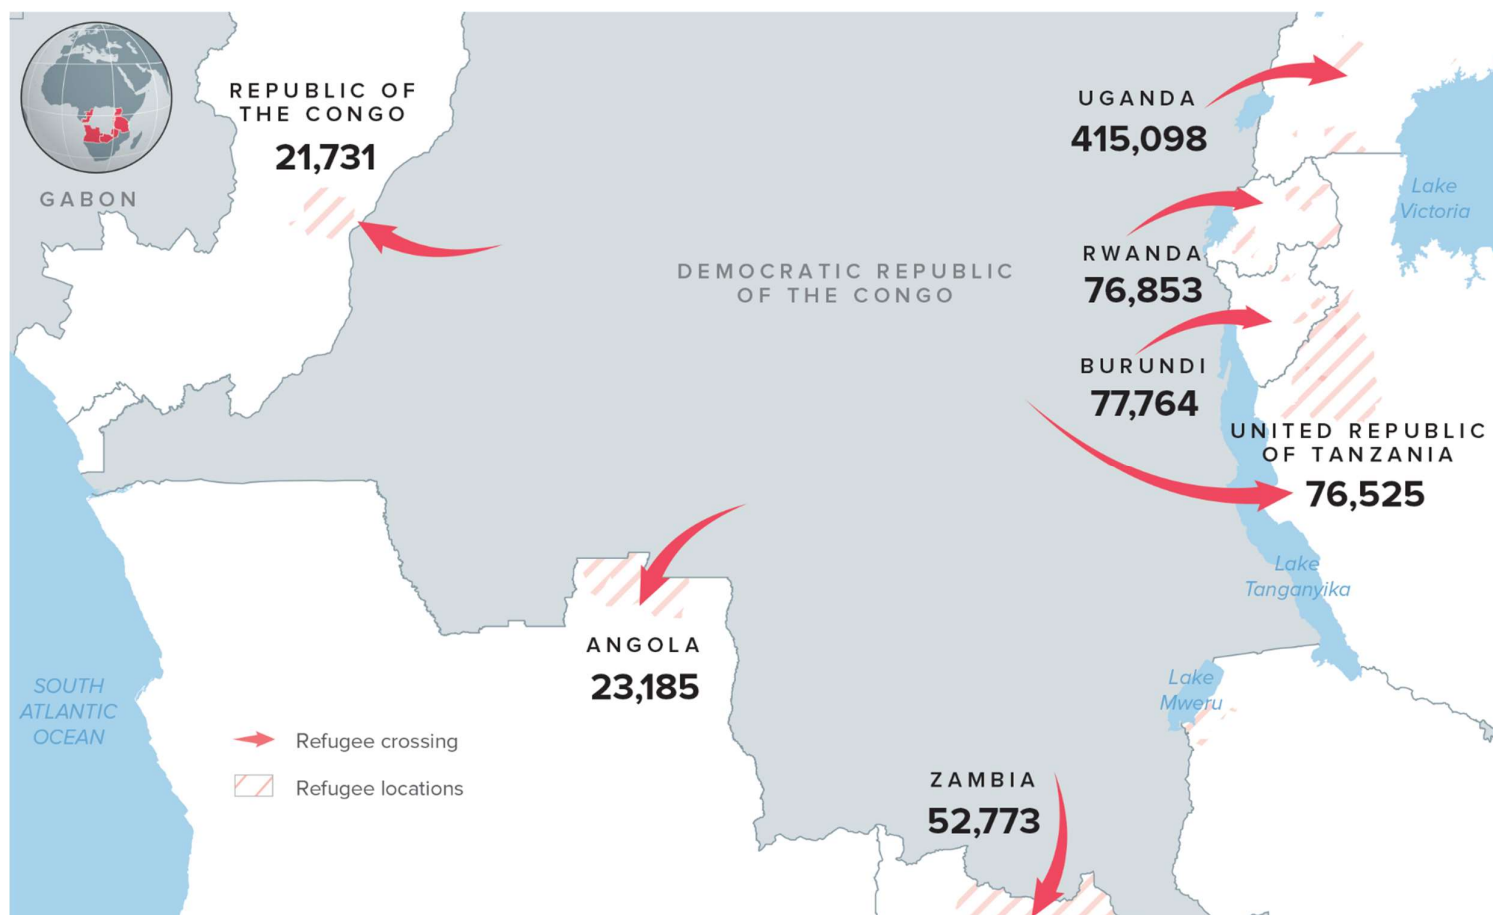 REPUBLIC OF
THE CONGO
21,731
GABON
UGANDA
415,098
Lake
Victoria
RWANDA
76,853
DEMOCRATIC REPUBLIC
OF THE CONGO
BURUNDI
77,764
UNITED REPUBLIC
OF TANZANIA
76,525
Lake
Tanganyika
ANGOLA
23,185
Lake
Mweru
SOUTH
ATLANTIC
OCEAN
Refugee crossing
Refugee locations
ZAMBIA
52,773